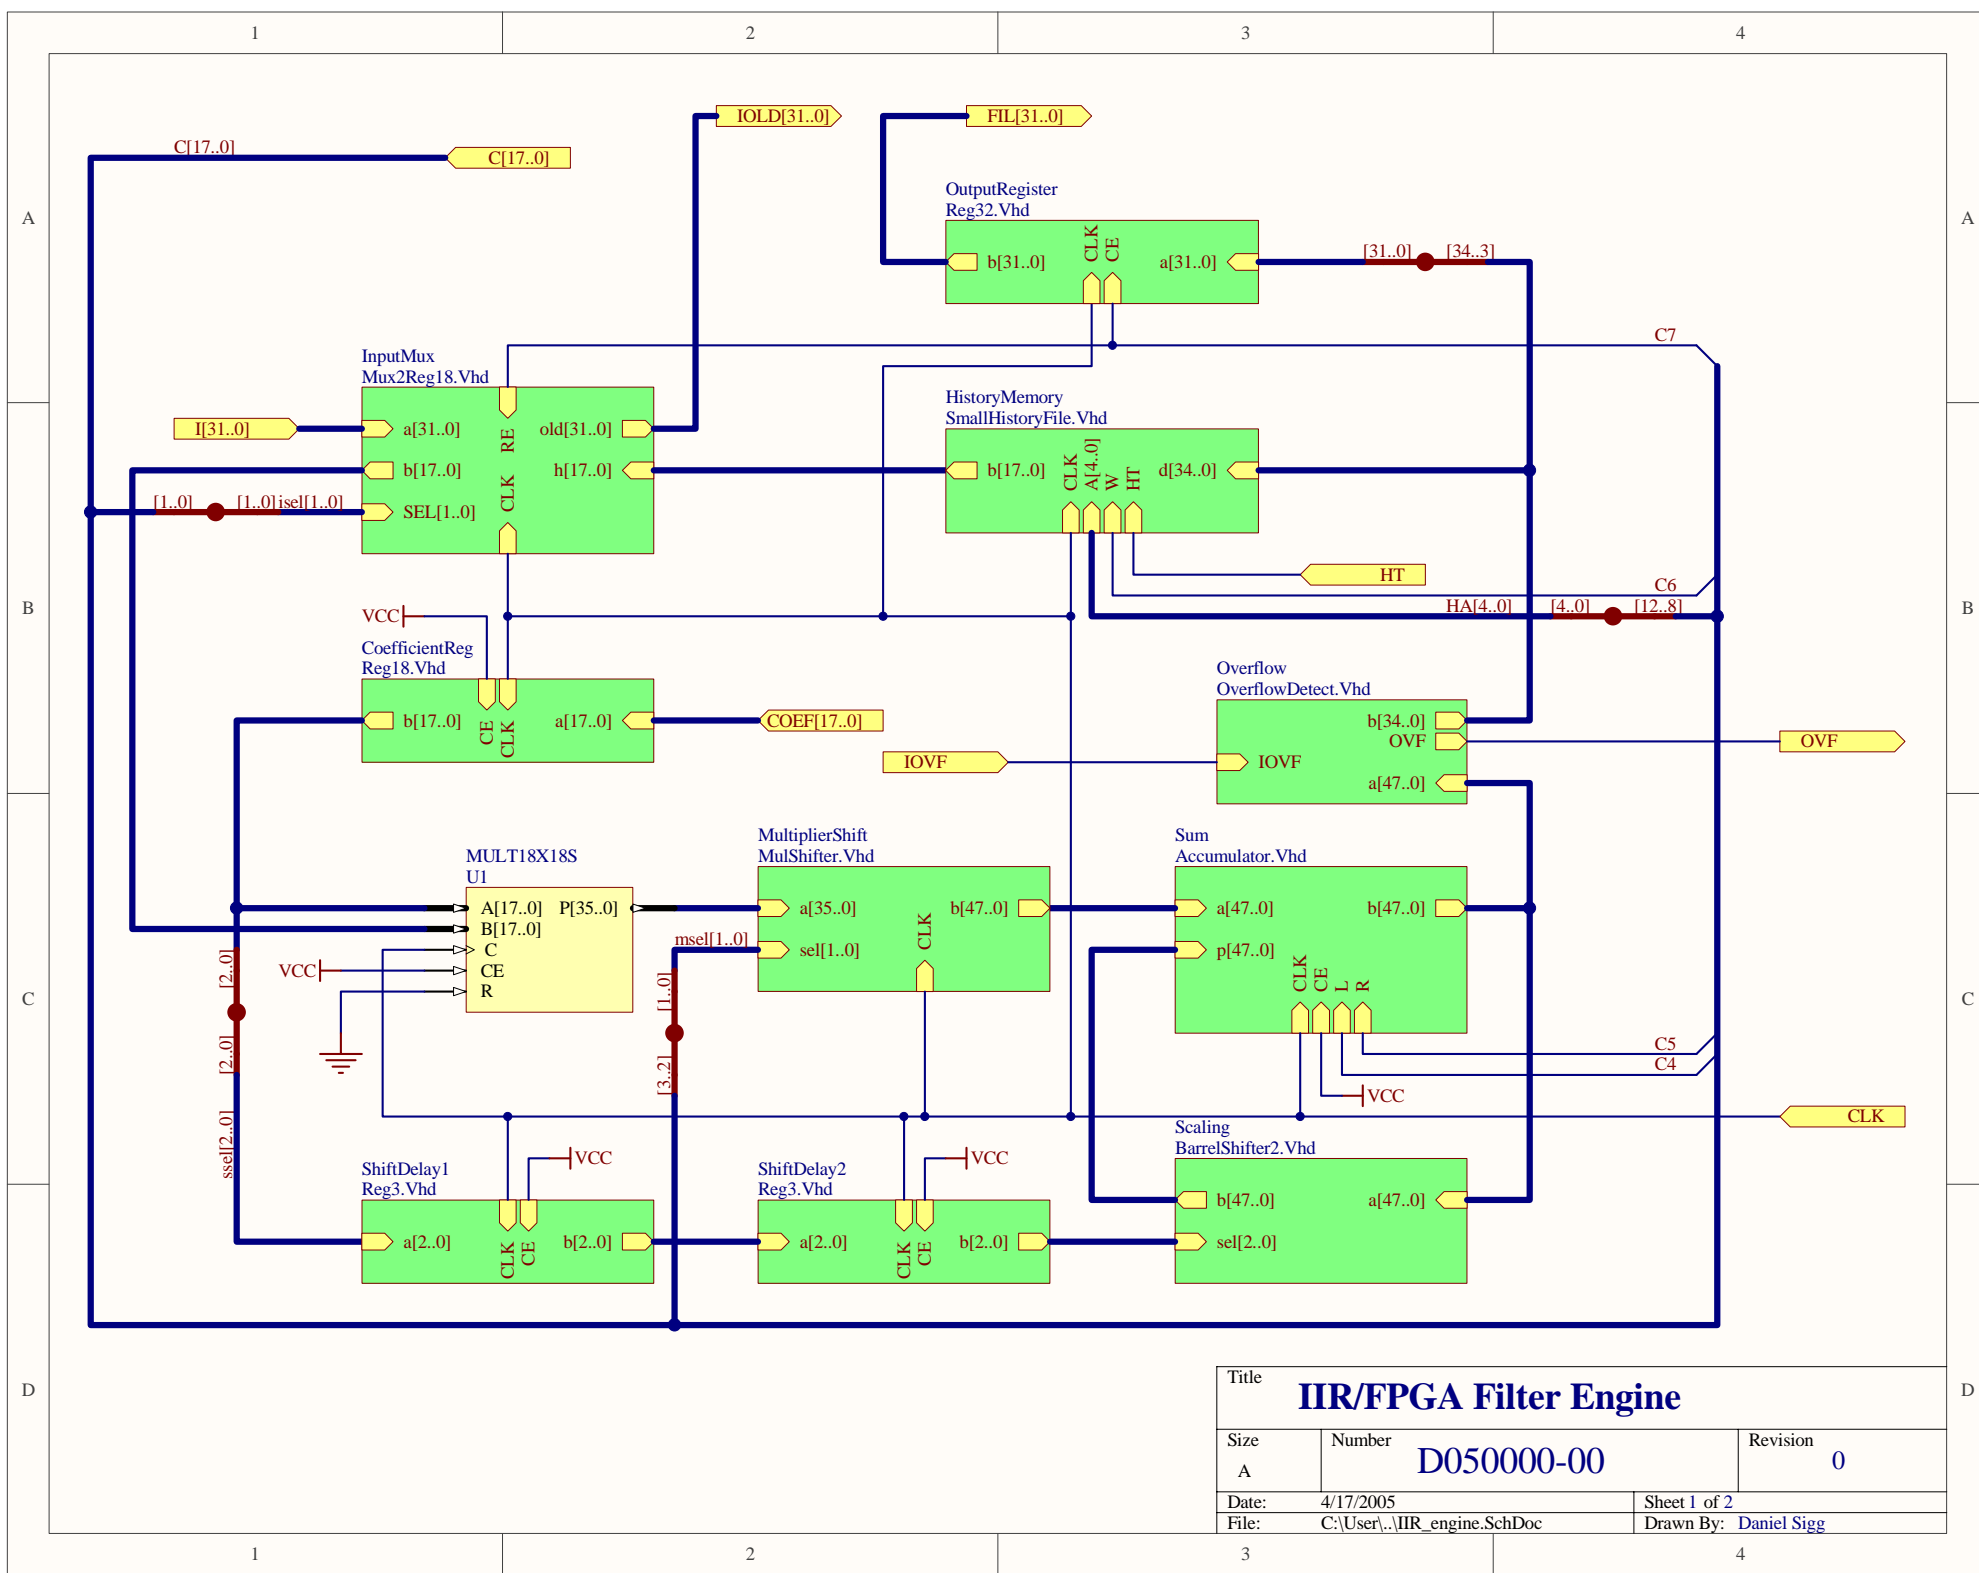 1 2 3 4
IOLD[31..0]
FIL[31..0]
C[17..0]
C[17..0]
OutputRegister
Reg32.Vhd
A
A
b[31..0]
CLK
CE
a[31..0]
[31..0]
[34..3]
C7
InputMux
Mux2Reg18.Vhd
I[31..0]
a[31..0]
RE
old[31..0]
b[17..0]
CLK
h[17..0]
[1..0]
[1..0]
isel[1..0]
SEL[1..0]
HistoryMemory
SmallHistoryFile.Vhd
b[17..0]
CLK
A[4..0]
W
HT
d[34..0]
HT
C6
B
B
HA[4..0]
[4..0]
[12..8]
VCC
CoefficientReg
Reg18.Vhd
b[17..0]
CE
CLK
a[17..0]
COEF[17..0]
Overflow
OverflowDetect.Vhd
b[34..0]
OVF
OVF
IOVF
IOVF
a[47..0]
MULT18X18S
U1
A[17..0]
P[35..0]
B[17..0]
C
CE
R
VCC
MultiplierShift
MulShifter.Vhd
a[35..0]
b[47..0]
msel[1..0]
sel[1..0]
CLK
Sum
Accumulator.Vhd
a[47..0]
b[47..0]
p[47..0]
CLK
CE
L
R
C
C
[2..0]
[2..0]
ssel[2..0]
[1..0]
[3..2]
C5
C4
VCC
CLK
ShiftDelay1
Reg3.Vhd
VCC
a[2..0]
CLK
CE
b[2..0]
ShiftDelay2
Reg3.Vhd
VCC
a[2..0]
CLK
CE
b[2..0]
Scaling
BarrelShifter2.Vhd
b[47..0]
a[47..0]
sel[2..0]
D
D
Title
IIR/FPGA Filter Engine
Size
A
Number
D050000-00
Revision
0
Date: 4/17/2005
Sheet 1 of 2
File: C:\User\..\IIR_engine.SchDoc
Drawn By: Daniel Sigg
1 2 3 4